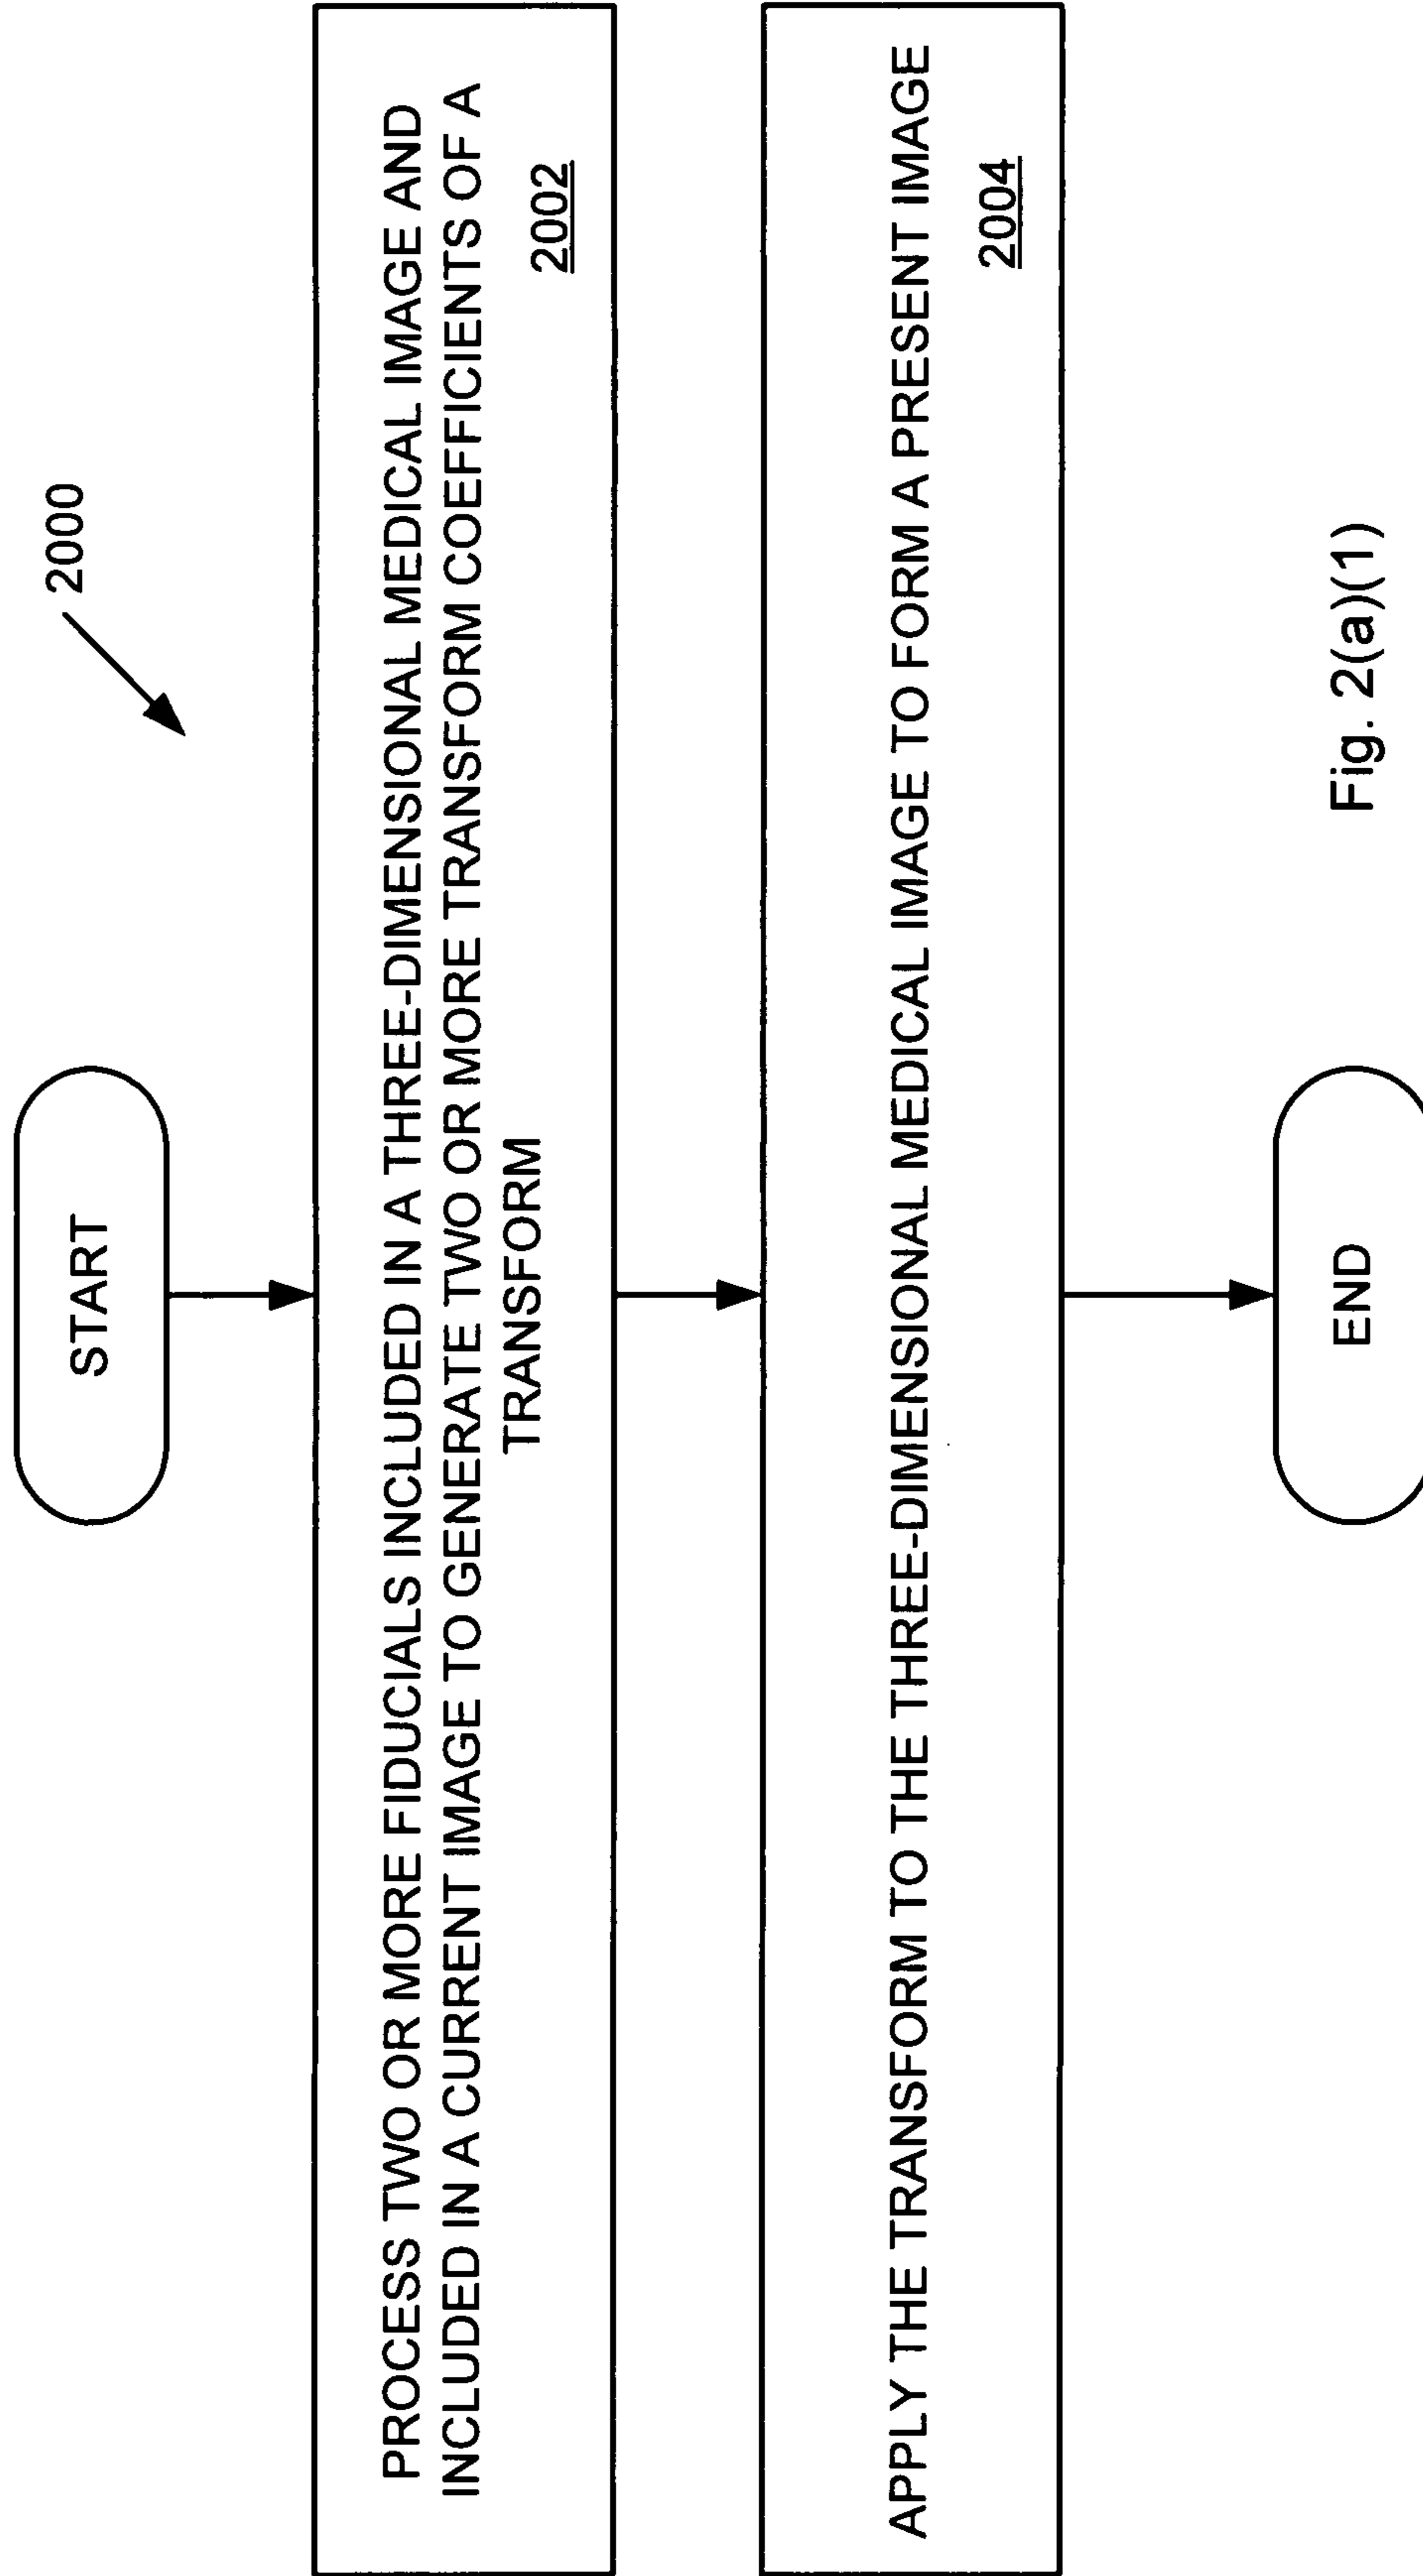 2000
START
PROCESS TWO OR MORE FIDUCIALS INCLUDED IN A THREE-DIMENSIONAL MEDICAL IMAGE AND
INCLUDED IN A CURRENT IMAGE TO GENERATE TWO OR MORE TRANSFORM COEFFICIENTS OF A
TRANSFORM
2002
APPLY THE TRANSFORM TO THE THREE-DIMENSIONAL MEDICAL IMAGE TO FORM A PRESENT IMAGE
2004
END
Fig. 2(a)(1)